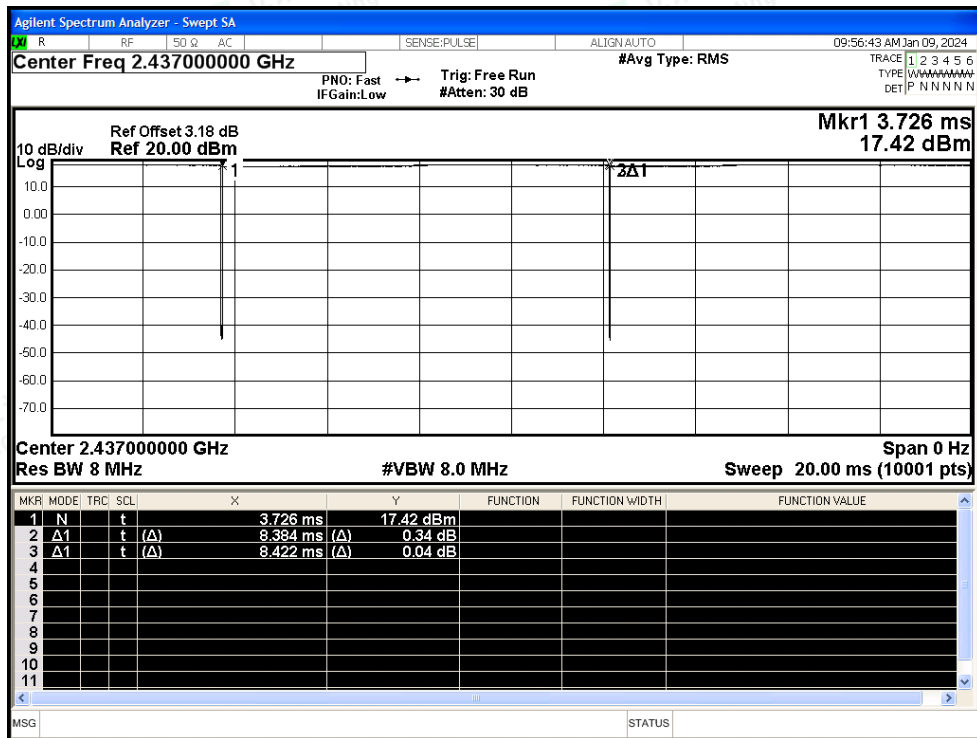 Agilent Spectrum Analyzer - Swept SA
LXI R RF 50 Ω AC SENSE:PULSE ALIGN AUTO 09:56:43 AM Jan 09, 2024
Center Freq 2.437000000 GHz
PNO: Fast
IFGain:Low
Trig: Free Run
#Atten: 30 dB
#Avg Type: RMS
TRACE 1 2 3 4 5 6
TYPE WWWWWW
DET P N N N N N
Mkr1 3.726 ms
17.42 dBm
Ref Offset 3.18 dB
10 dB/div Ref 20.00 dBm
Log
1
3Δ1
10.0
0.00
-10.0
-20.0
-30.0
-40.0
-50.0
-60.0
-70.0
Center 2.437000000 GHz Span 0 Hz
Res BW 8 MHz #VBW 8.0 MHz Sweep 20.00 ms (10001 pts)
MKR MODE TRC SCL X Y FUNCTION FUNCTION WIDTH FUNCTION VALUE
1 N t 3.726 ms 17.42 dBm
2 Δ1 t (Δ) 8.384 ms (Δ) 0.34 dB
3 Δ1 t (Δ) 8.422 ms (Δ) 0.04 dB
4
5
6
7
8
9
10
11
MSG STATUS